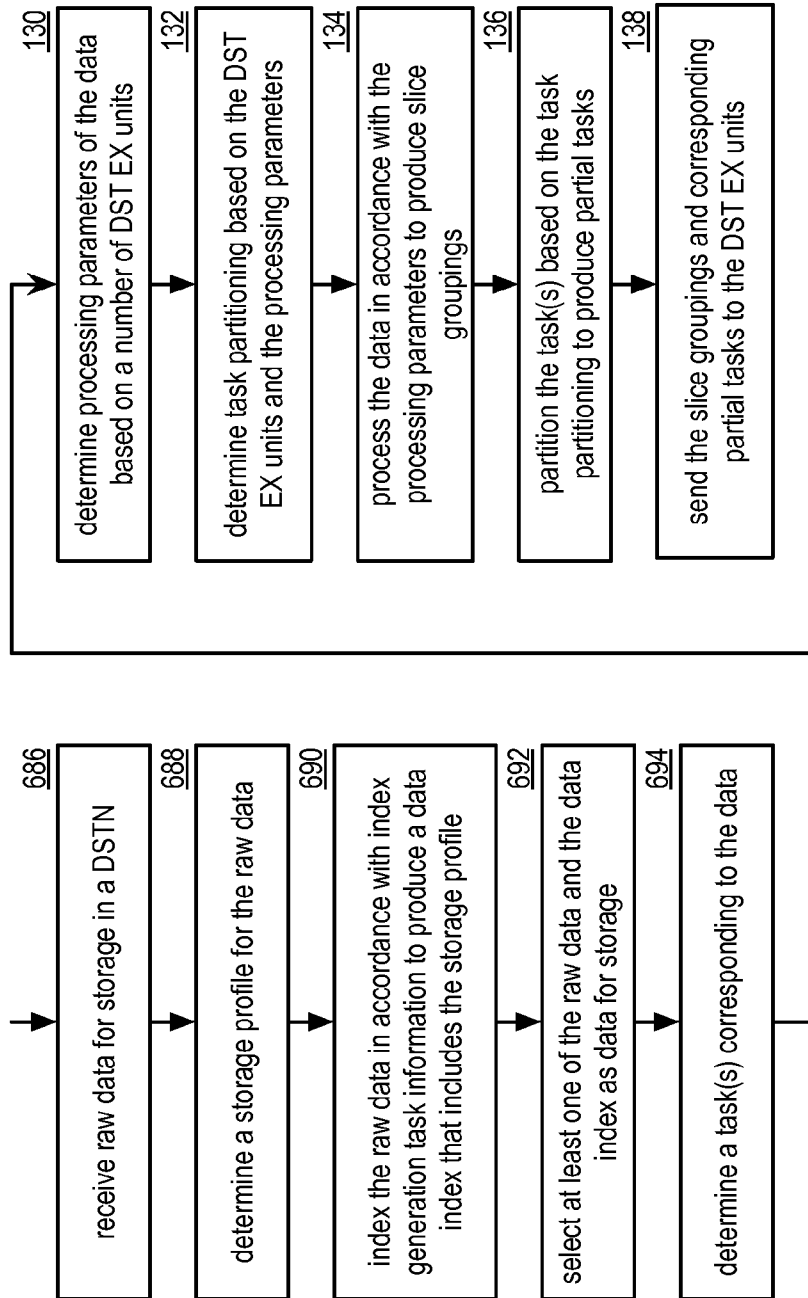 686
receive raw data for storage in a DSTN
688
determine a storage profile for the raw data
690
index the raw data in accordance with index
generation task information to produce a data
index that includes the storage profile
692
select at least one of the raw data and the data
index as data for storage
694
determine a task(s) corresponding to the data
130
determine processing parameters of the data
based on a number of DST EX units
132
determine task partitioning based on the DST
EX units and the processing parameters
134
process the data in accordance with the
processing parameters to produce slice
groupings
136
partition the task(s) based on the task
partitioning to produce partial tasks
138
send the slice groupings and corresponding
partial tasks to the DST EX units